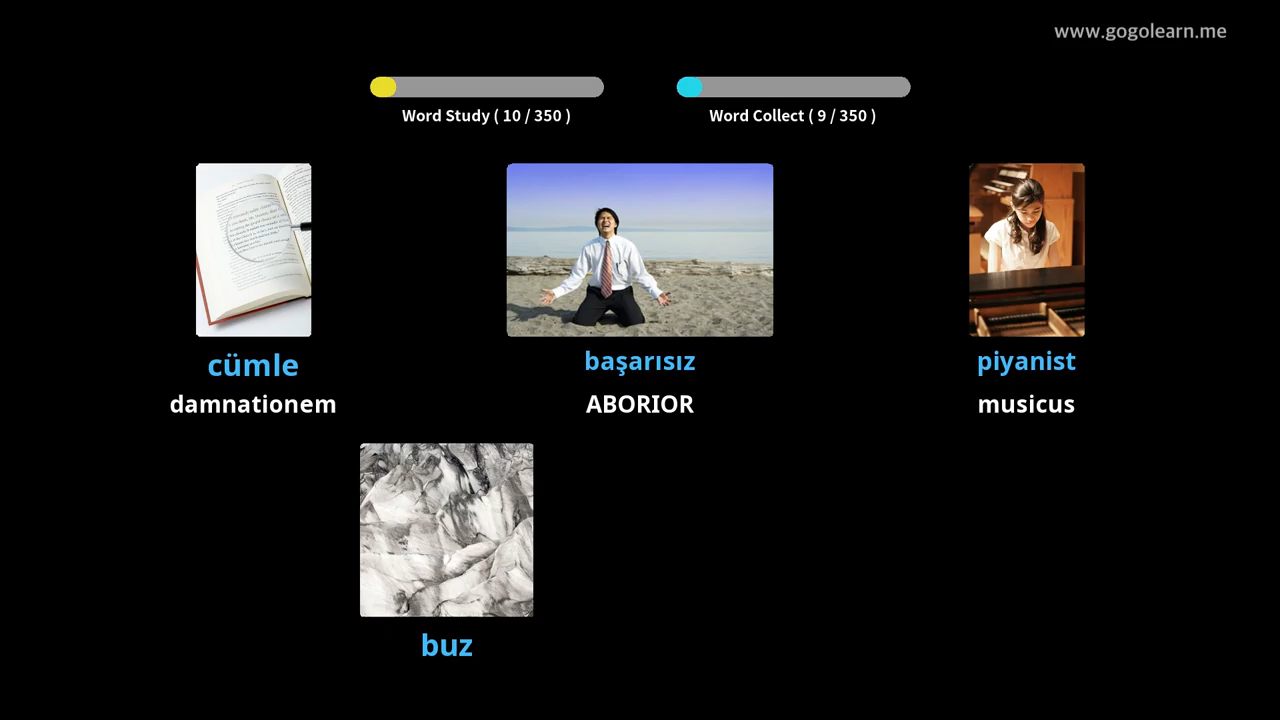 www.gogolearn.me
Word Study ( 10 / 350 )
Word Collect ( 9 / 350 )
cümle
damnationem
başarısız
ABORIOR
piyanist
musicus
buz